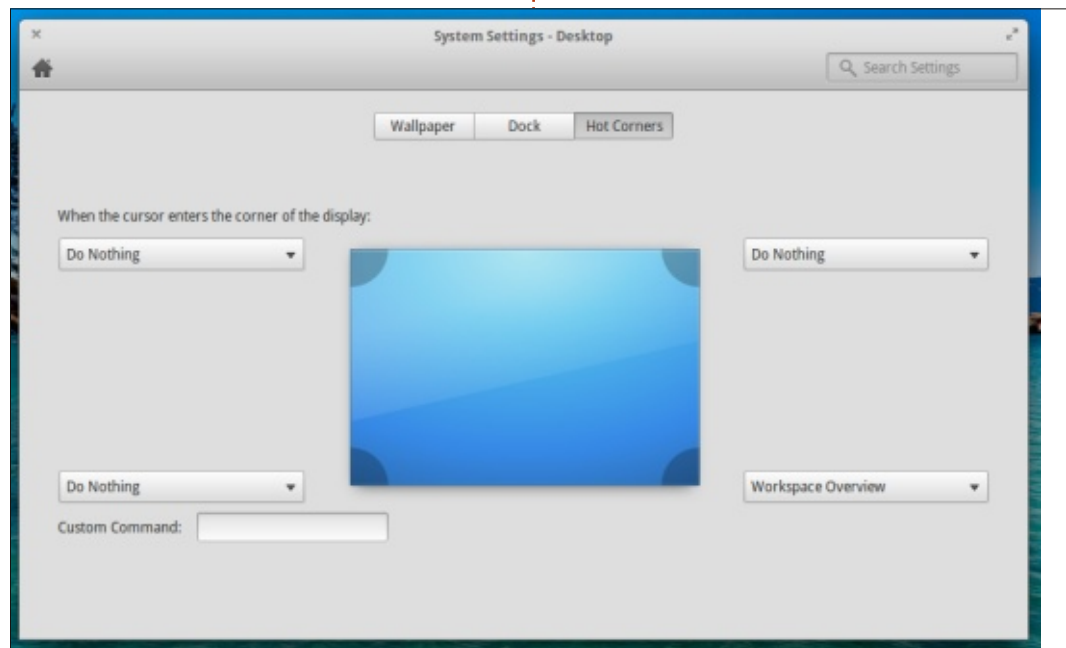 System Settings - Desktop
Search Settings
Wallpaper Dock Hot Corners
When the cursor enters the corner of the display:
Do Nothing Do Nothing
Do Nothing Workspace Overview
Custom Command: